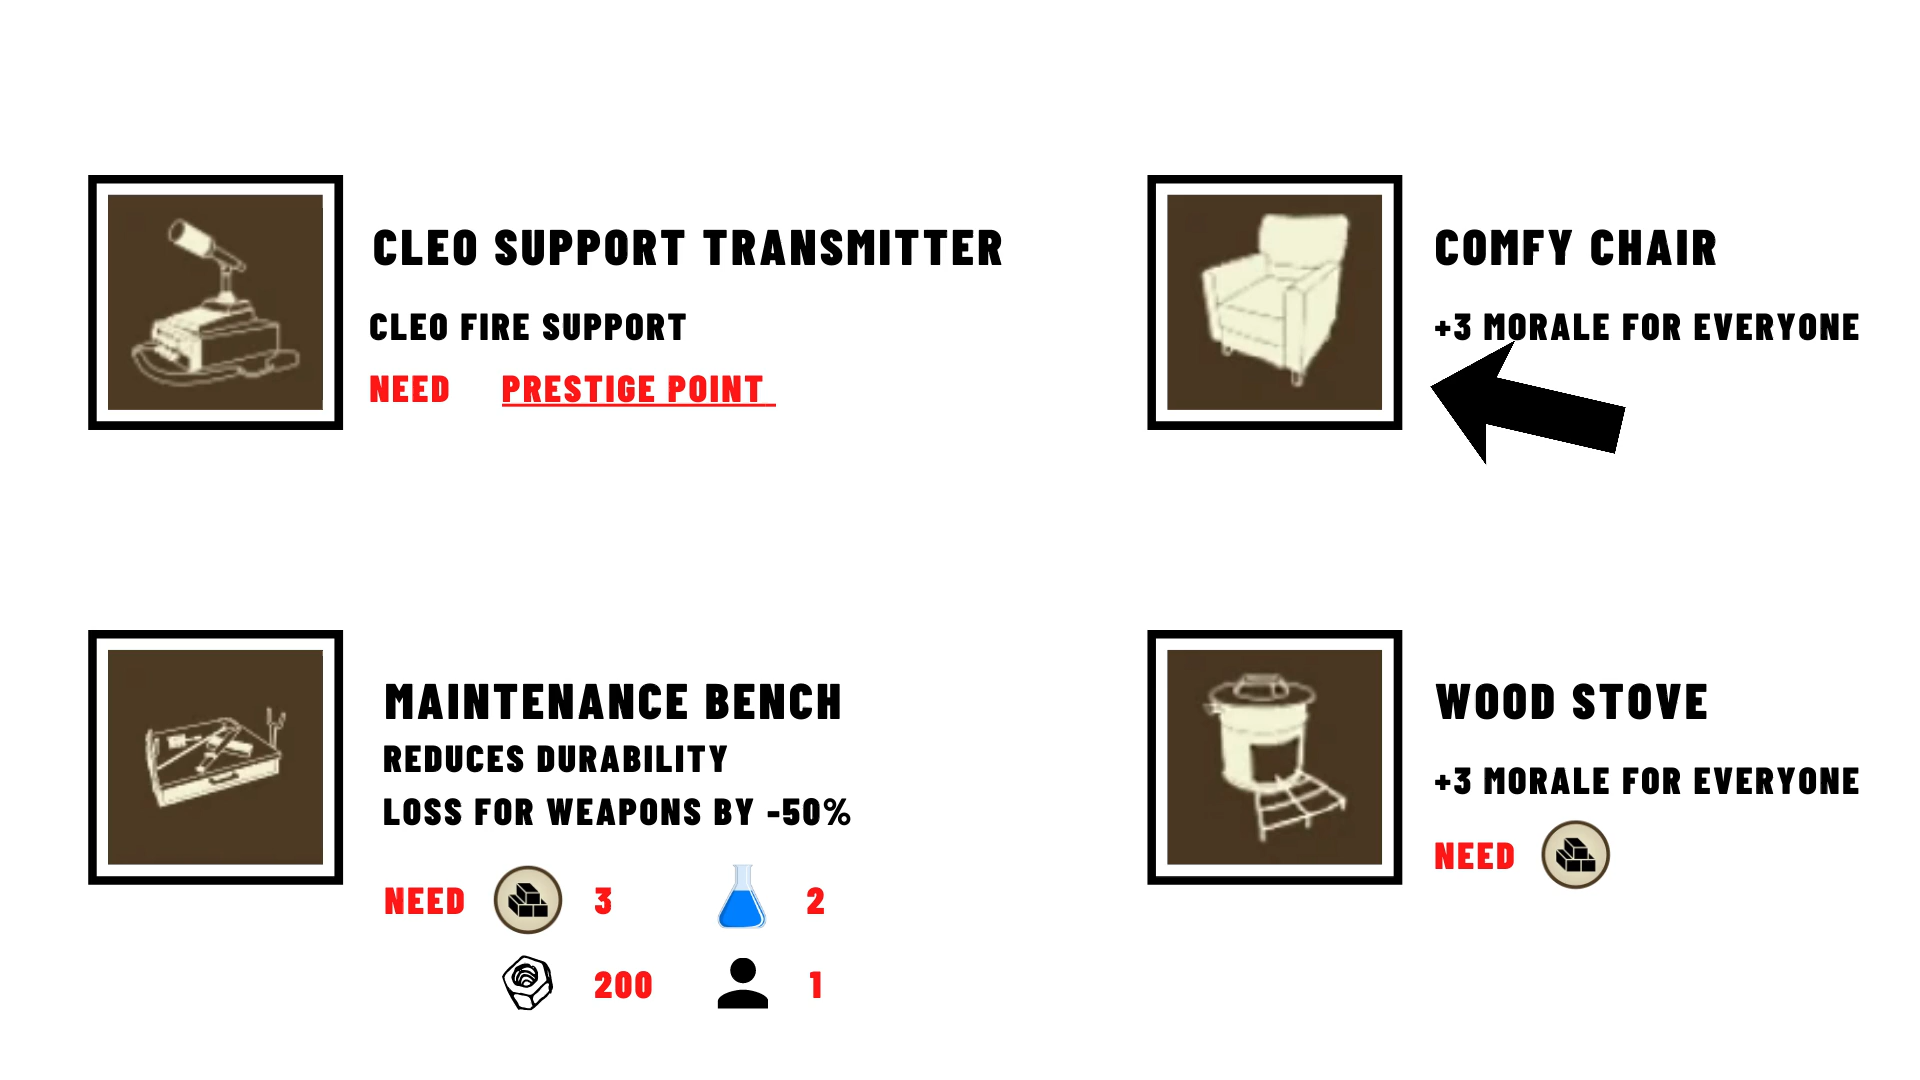 CLEO SUPPORT TRANSMITTER
CLEO FIRE SUPPORT
NEED PRESTIGE POINT
COMFY CHAIR
+3 MORALE FOR EVERYONE
MAINTENANCE BENCH
REDUCES DURABILITY
LOSS FOR WEAPONS BY -50%
NEED 3 2
200 1
WOOD STOVE
+3 MORALE FOR EVERYONE
NEED